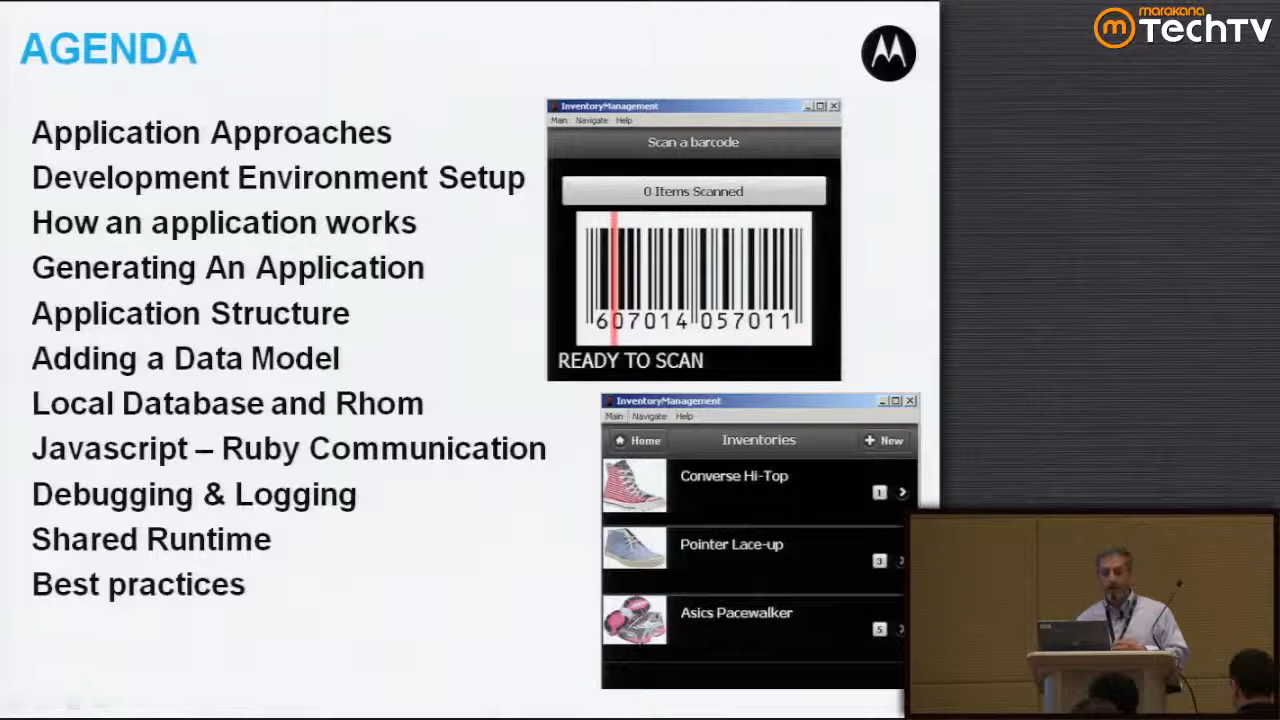 AGENDA
marakana
TechTV
Application Approaches
Development Environment Setup
How an application works
Generating An Application
Application Structure
Adding a Data Model
Local Database and Rhom
Javascript – Ruby Communication
Debugging & Logging
Shared Runtime
Best practices
InventoryManagement
Main Navigate Help
Scan a barcode
0 Items Scanned
607014 057011
READY TO SCAN
InventoryManagement
Main Navigate Help
Home Inventories + New
Converse Hi-Top
1
Pointer Lace-up
3
Asics Pacewalker
5